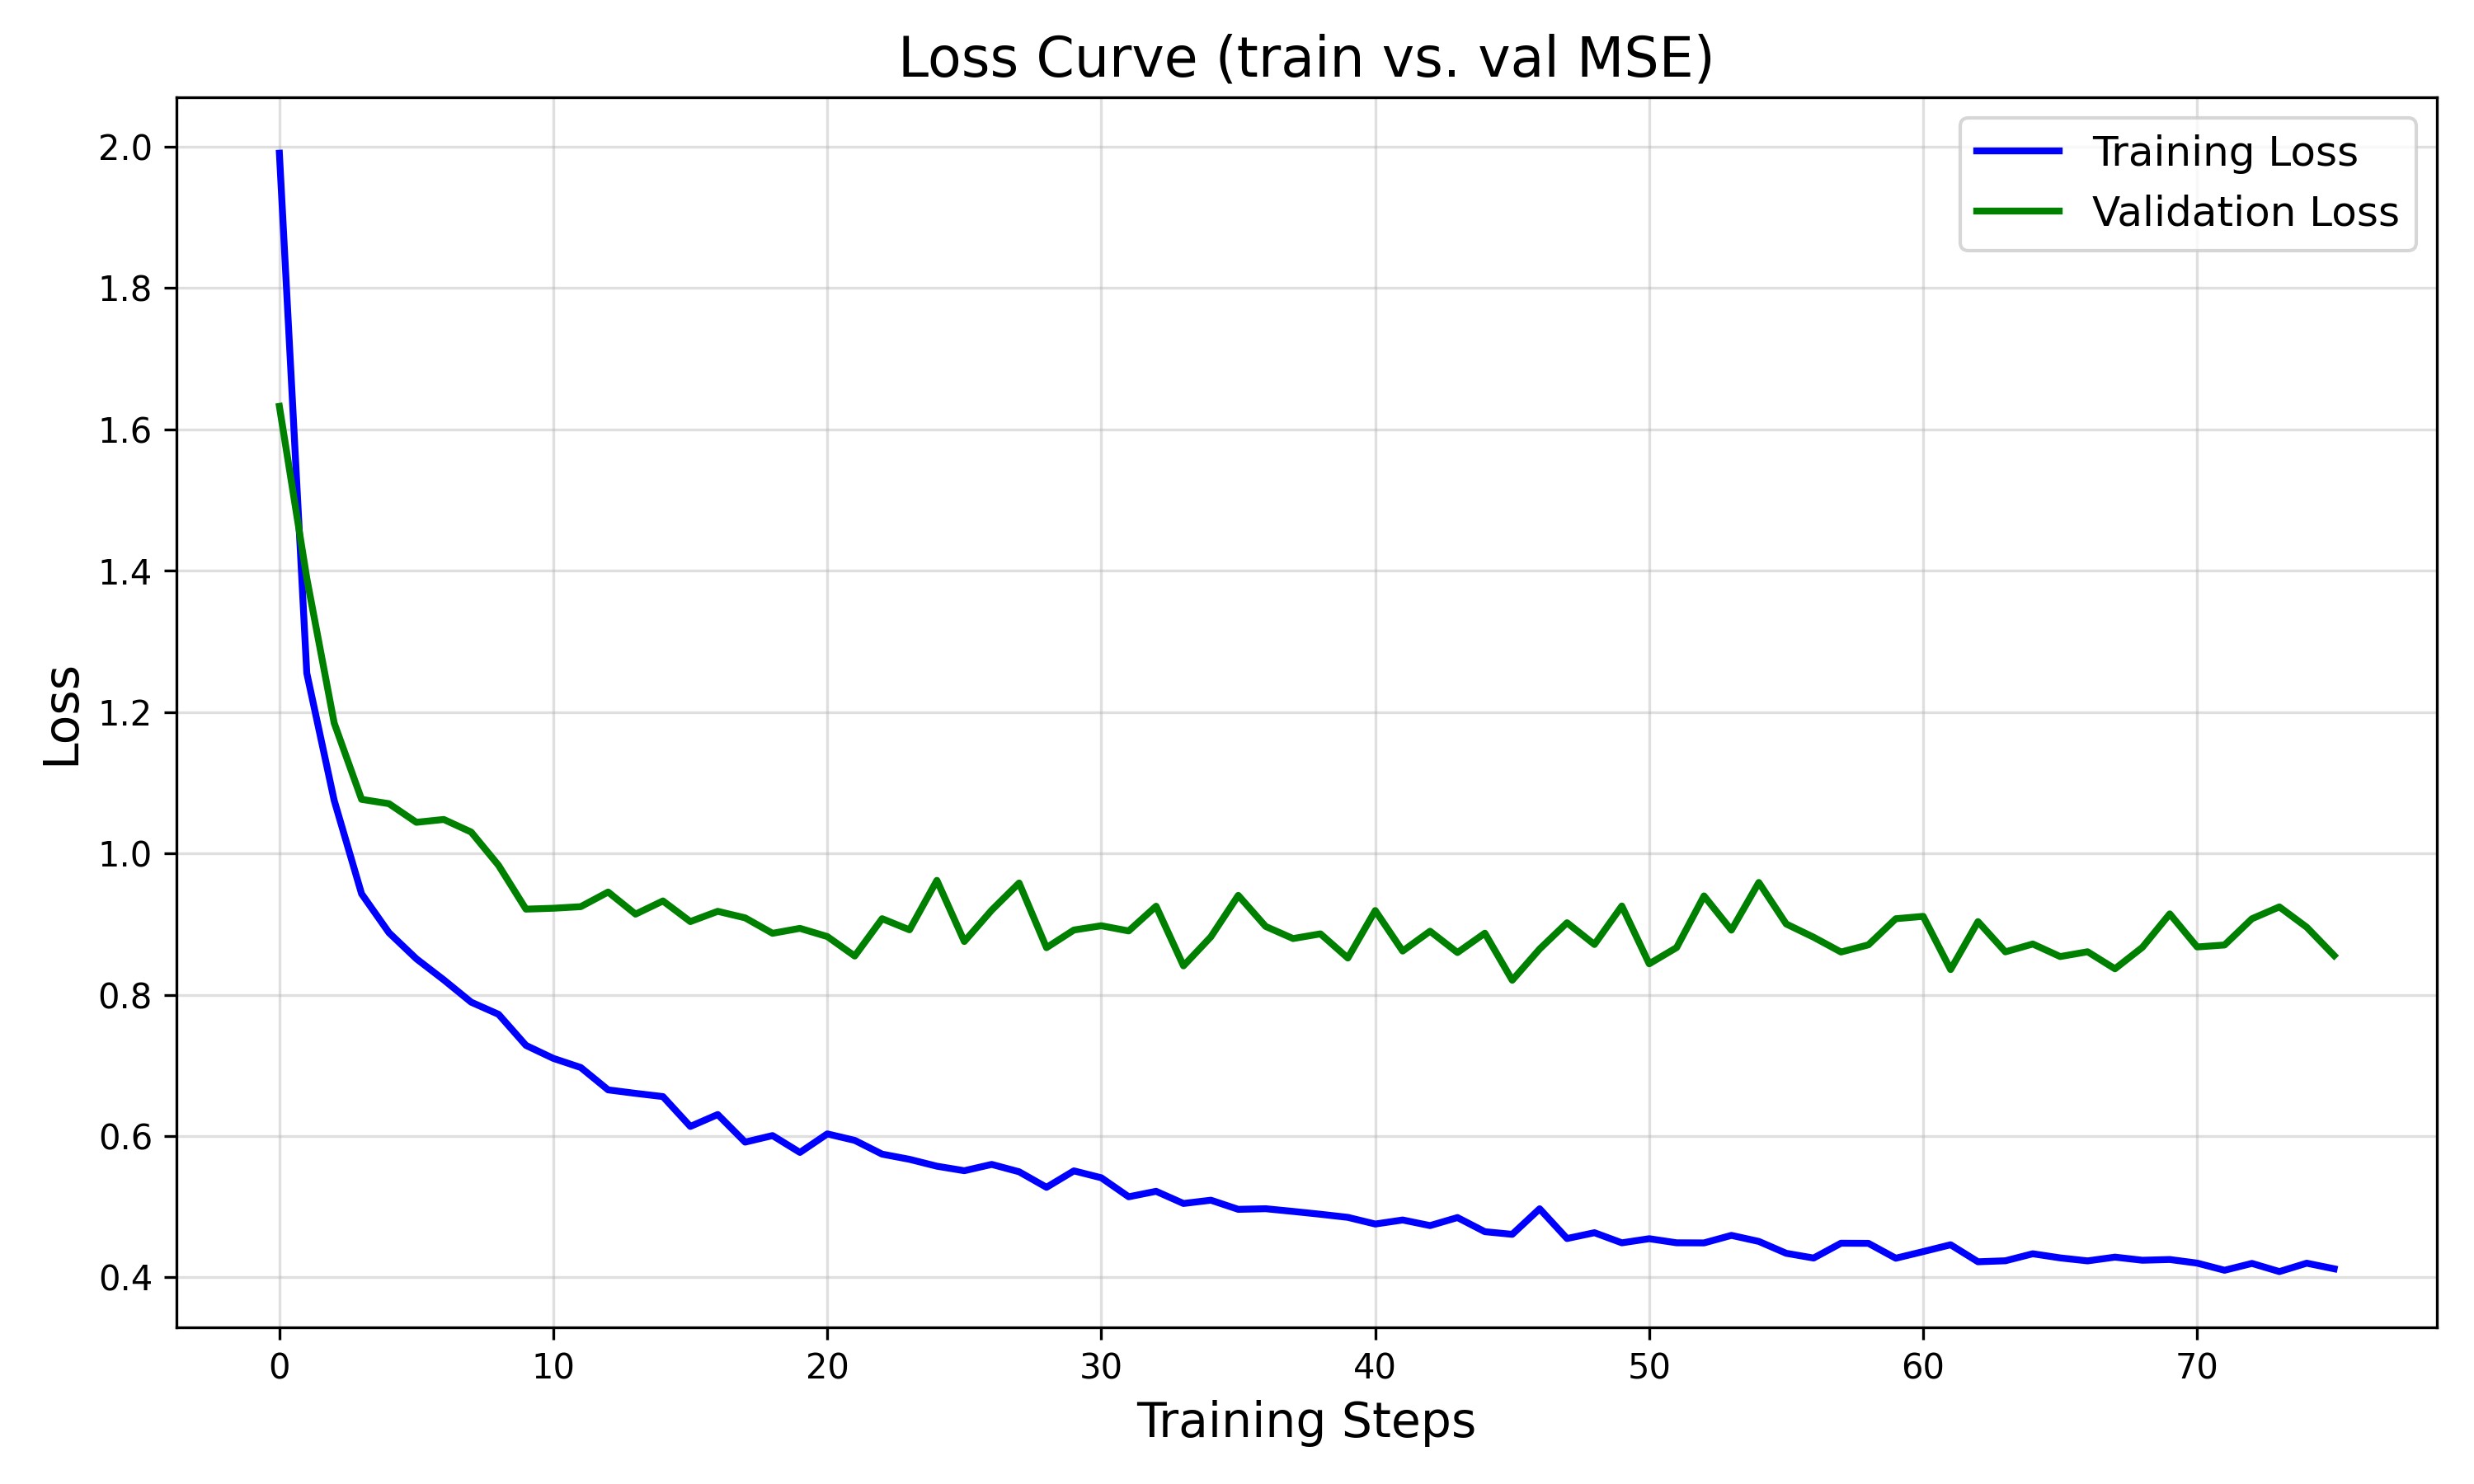 Loss Curve (train vs. val MSE)
Training Loss
Validation Loss
2.0
1.8
1.6
1.4
1.2
1.0
0.8
0.6
0.4
Loss
0 10 20 30 40 50 60 70
Training Steps